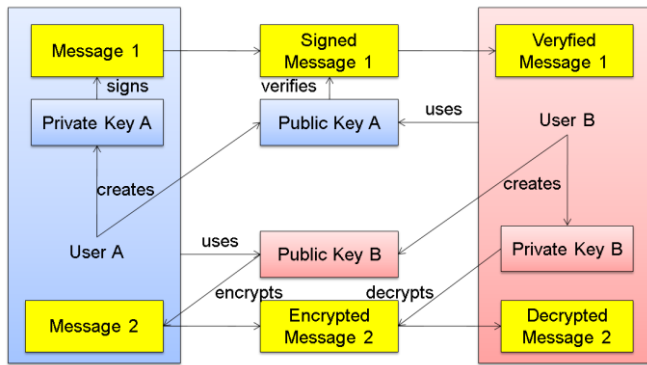 Message 1
Signed
Message 1
Veryfied
Message 1
signs
verifies
Private Key A
Public Key A
uses
User B
creates
creates
User A
uses
Public Key B
Private Key B
encrypts
decrypts
Message 2
Encrypted
Message 2
Decrypted
Message 2